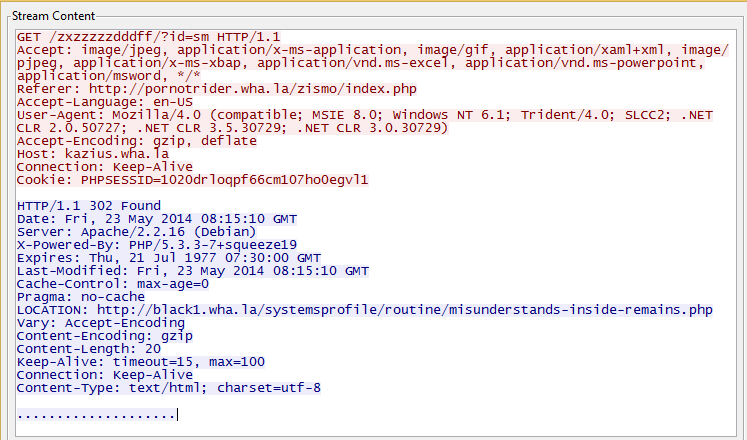 Stream Content
GET /zxzzzzzdddff/?id=sm HTTP/1.1
Accept: image/jpeg, application/x-ms-application, image/gif, application/xaml+xml, image/
pjpeg, application/x-ms-xbap, application/vnd.ms-excel, application/vnd.ms-powerpoint,
application/msword, */*
Referer: http://pornotrider.wha.la/zismo/index.php
Accept-Language: en-US
User-Agent: Mozilla/4.0 (compatible; MSIE 8.0; Windows NT 6.1; Trident/4.0; SLCC2; .NET
CLR 2.0.50727; .NET CLR 3.5.30729; .NET CLR 3.0.30729)
Accept-Encoding: gzip, deflate
Host: kazius.wha.la
Connection: Keep-Alive
Cookie: PHPSESSID=1020drloqpf66cm107ho0egvl1
HTTP/1.1 302 Found
Date: Fri, 23 May 2014 08:15:10 GMT
Server: Apache/2.2.16 (Debian)
X-Powered-By: PHP/5.3.3-7+squeeze19
Expires: Thu, 21 Jul 1977 07:30:00 GMT
Last-Modified: Fri, 23 May 2014 08:15:10 GMT
Cache-Control: max-age=0
Pragma: no-cache
LOCATION: http://black1.wha.la/systemsprofile/routine/misunderstands-inside-remains.php
Vary: Accept-Encoding
Content-Encoding: gzip
Content-Length: 20
Keep-Alive: timeout=15, max=100
Connection: Keep-Alive
Content-Type: text/html; charset=utf-8
....................